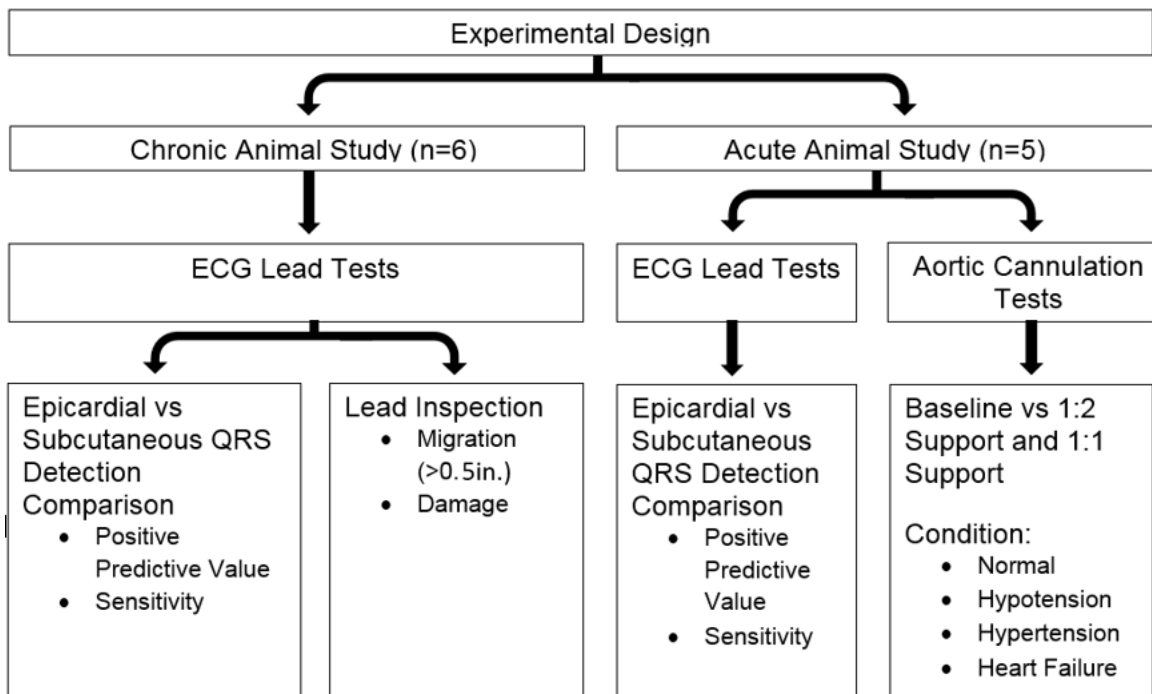 Experimental Design
Chronic Animal Study (n=6)
Acute Animal Study (n=5)
ECG Lead Tests
ECG Lead Tests
Aortic Cannulation
Tests
Epicardial vs
Subcutaneous QRS
Detection
Comparison
• Positive
Predictive Value
• Sensitivity
Lead Inspection
• Migration
(>0.5in.)
• Damage
Epicardial vs
Subcutaneous
QRS Detection
Comparison
• Positive
Predictive
Value
• Sensitivity
Baseline vs 1:2
Support and 1:1
Support
Condition:
• Normal
• Hypotension
• Hypertension
• Heart Failure